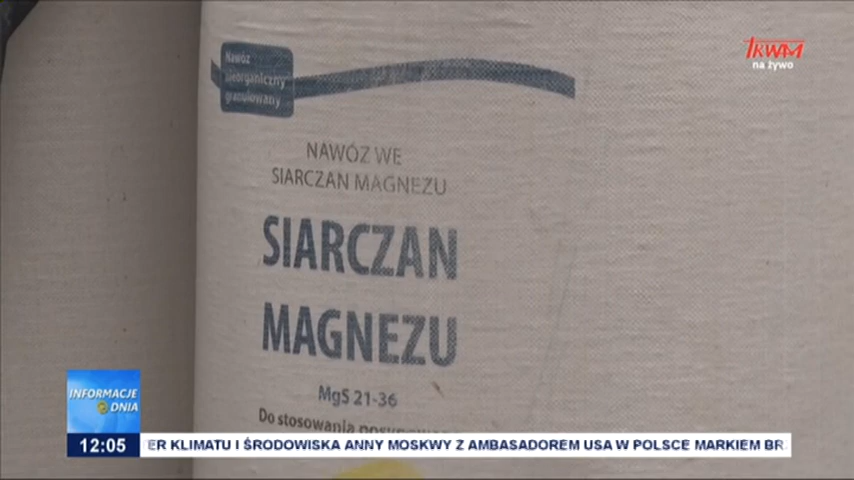 TRWAM
na żywo
Nawóz
nieorganiczny
granulowany
NAWÓZ WE
SIARCZAN MAGNEZU
SIARCZAN
MAGNEZU
MgS 21-36
Do stosowania
INFORMACJE
DNIA
12:05
ER KLIMATU I ŚRODOWISKA ANNY MOSKWY Z AMBASADOREM USA W POLSCE MARKIEM BR